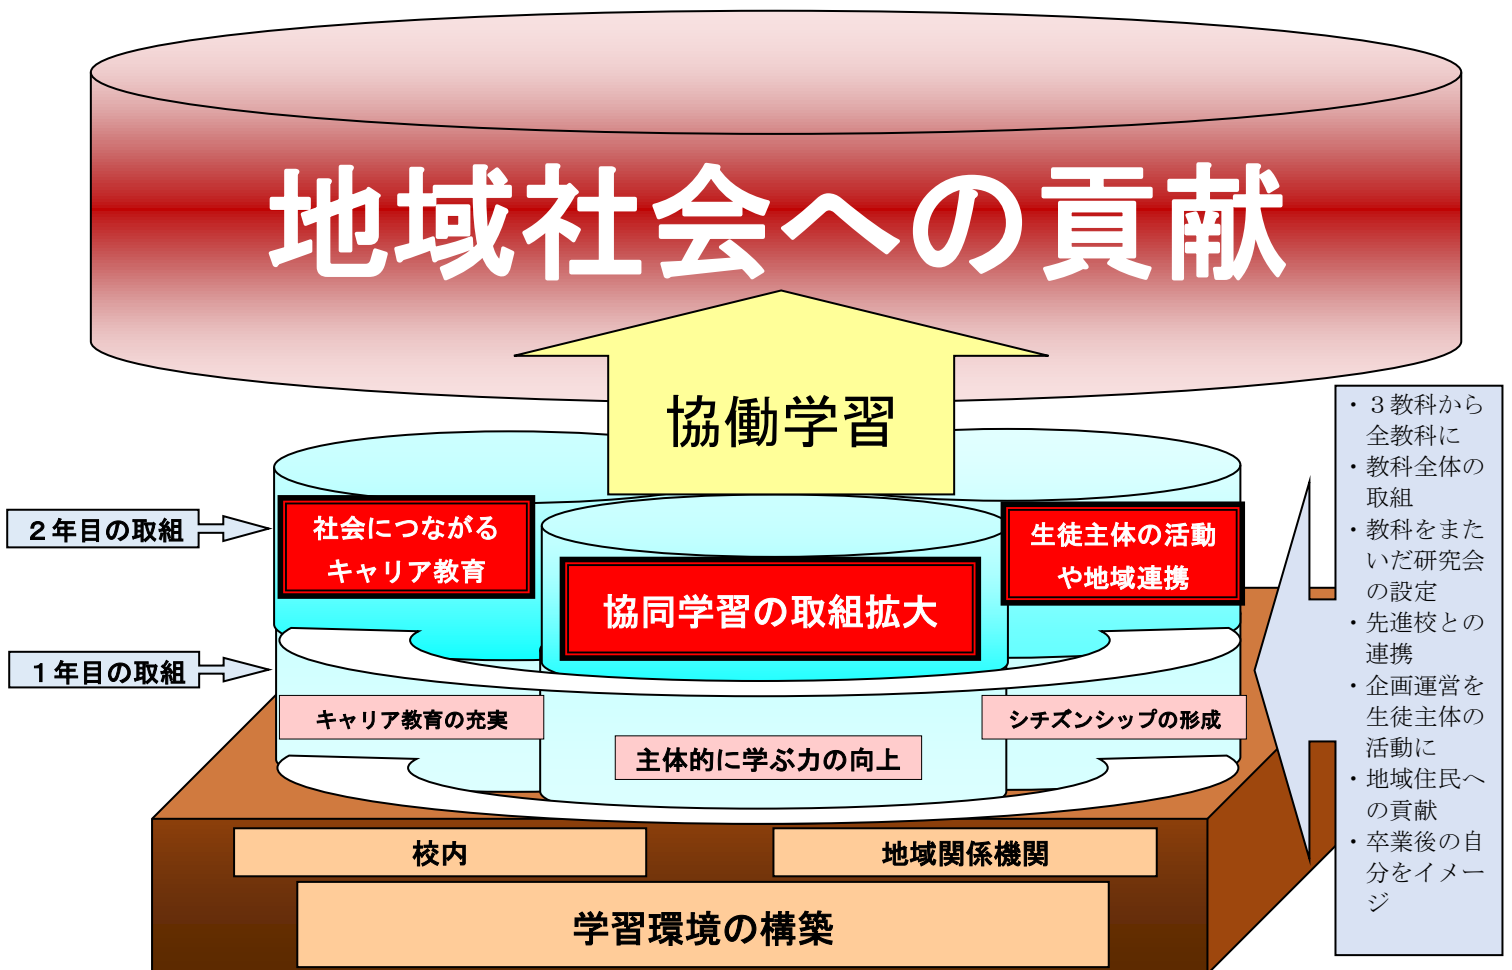 地域社会への貢献
協働学習
２年目の取組
社会につながる
キャリア教育
協同学習の取組拡大
生徒主体の活動
や地域連携
１年目の取組
キャリア教育の充実
主体的に学ぶ力の向上
シチズンシップの形成
校内
地域関係機関
学習環境の構築
・３教科から
全教科に
・教科全体の
取組
・教科をまた
いだ研究会
の設定
・先進校との
連携
・企画運営を
生徒主体の
活動に
・地域住民へ
の貢献
・卒業後の自
分をイメー
ジ